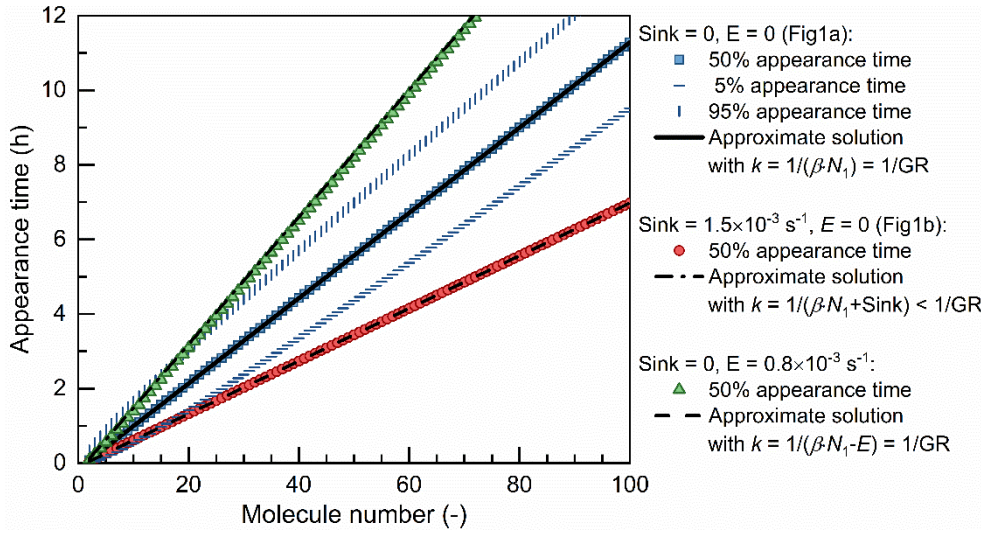 12
10
8
6
4
2
0
0
20
40
60
80
100
Appearance time (h)
Molecule number (-)
Sink = 0, E = 0 (Fig1a):
50% appearance time
5% appearance time
95% appearance time
Approximate solution
with k = 1/(β·N₁) = 1/GR
Sink = 1.5×10⁻³ s⁻¹, E = 0 (Fig1b):
50% appearance time
Approximate solution
with k = 1/(β·N₁+Sink) < 1/GR
Sink = 0, E = 0.8×10⁻³ s⁻¹:
50% appearance time
Approximate solution
with k = 1/(β·N₁-E) = 1/GR